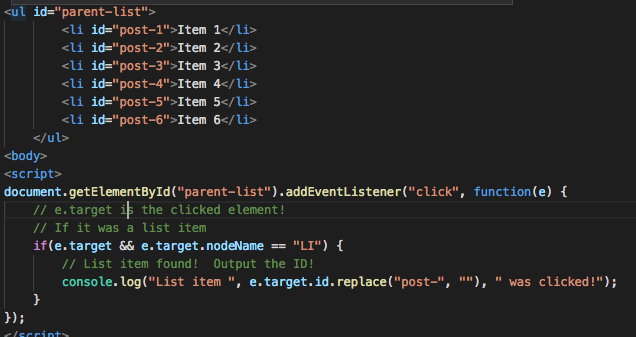 <ul id="parent-list">
<li id="post-1">Item 1</li>
<li id="post-2">Item 2</li>
<li id="post-3">Item 3</li>
<li id="post-4">Item 4</li>
<li id="post-5">Item 5</li>
<li id="post-6">Item 6</li>
</ul>
<body>
<script>
document.getElementById("parent-list").addEventListener("click", function(e) {
// e.target is the clicked element!
// If it was a list item
if(e.target && e.target.nodeName == "LI") {
// List item found!  Output the ID!
console.log("List item ", e.target.id.replace("post-", ""), " was clicked!");
}
});
</script>